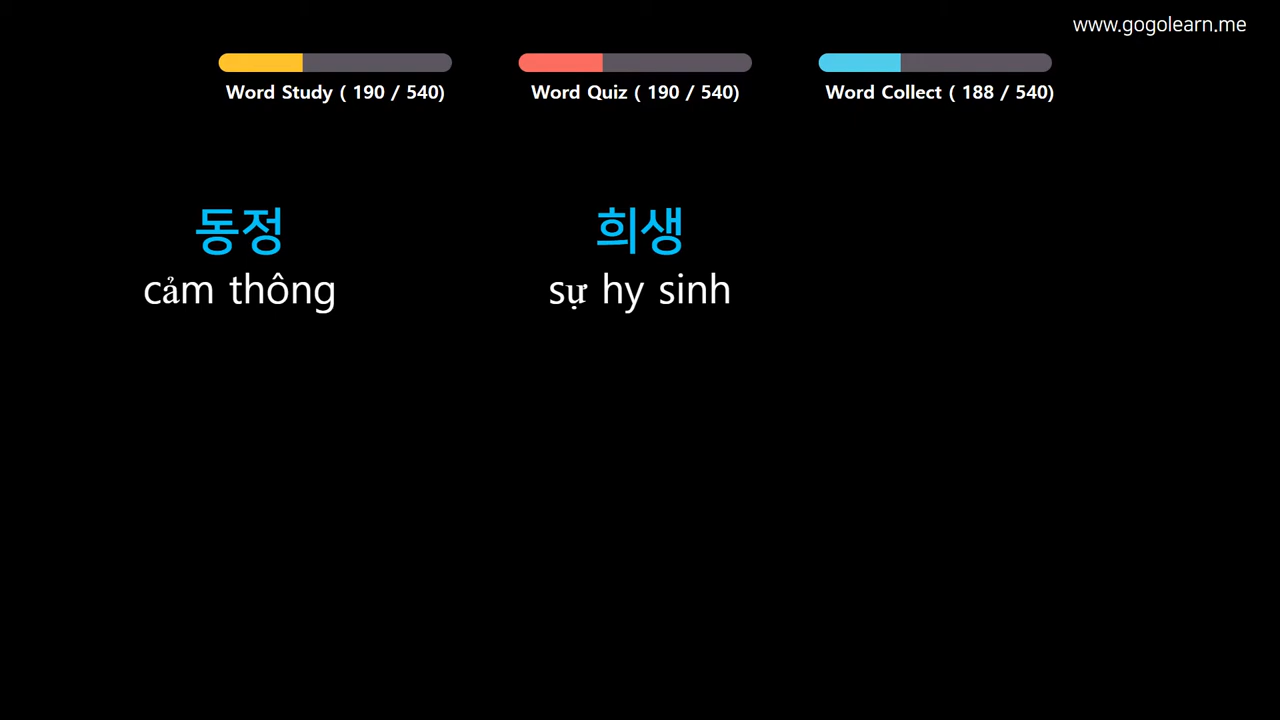 www.gogolearn.me
Word Study ( 190 / 540)
Word Quiz ( 190 / 540)
Word Collect ( 188 / 540)
동정
cảm thông
희생
sự hy sinh